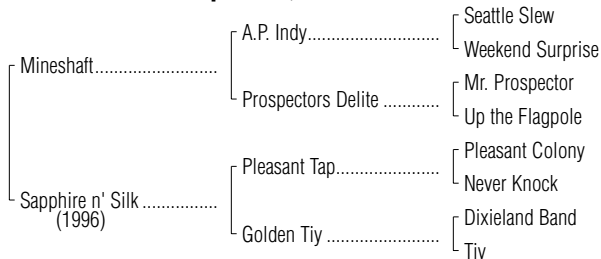 Seattle Slew
A.P. Indy
Weekend Surprise
Mineshaft
Mr. Prospector
Prospectors Delite
Up the Flagpole
Pleasant Colony
Pleasant Tap
Never Knock
Sapphire n' Silk
(1996)
Dixieland Band
Golden Tiy
Tiy